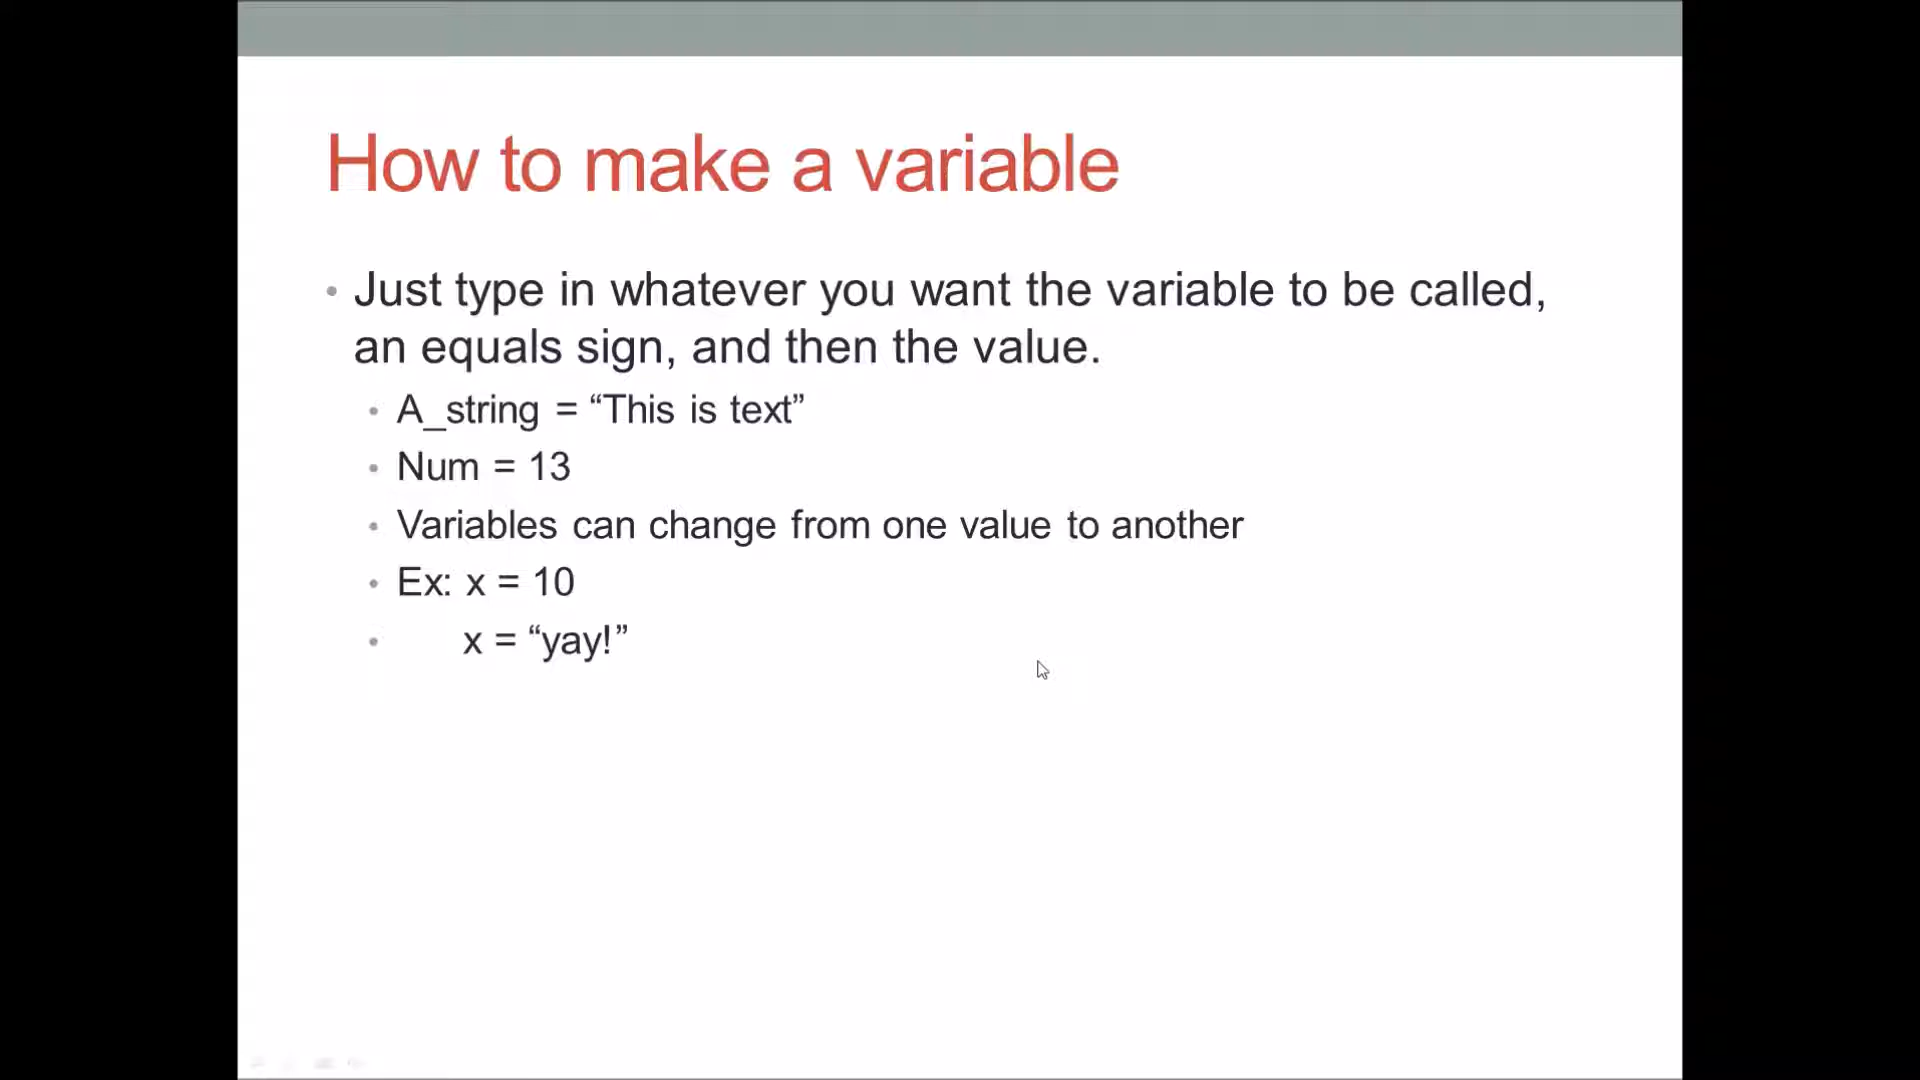 How to make a variable
• Just type in whatever you want the variable to be called,
an equals sign, and then the value.
• A_string = “This is text”
• Num = 13
• Variables can change from one value to another
• Ex: x = 10
• x = “yay!”